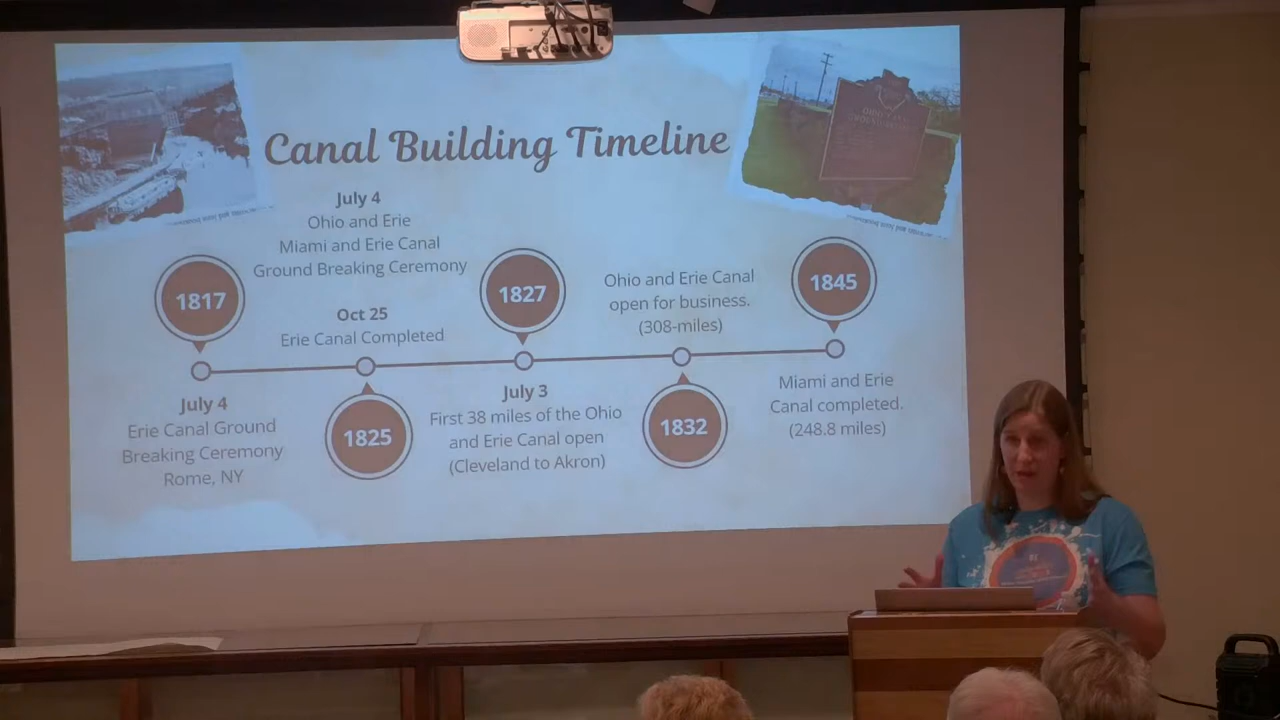 Canal Building Timeline
OHIO CANAL
GROUNDBREAKING
1817
July 4
Erie Canal Ground
Breaking Ceremony
Rome, NY
July 4
Ohio and Erie
Miami and Erie Canal
Ground Breaking Ceremony
Oct 25
Erie Canal Completed
1825
1827
July 3
First 38 miles of the Ohio
and Erie Canal open
(Cleveland to Akron)
Ohio and Erie Canal
open for business.
(308-miles)
1832
1845
Miami and Erie
Canal completed.
(248.8 miles)